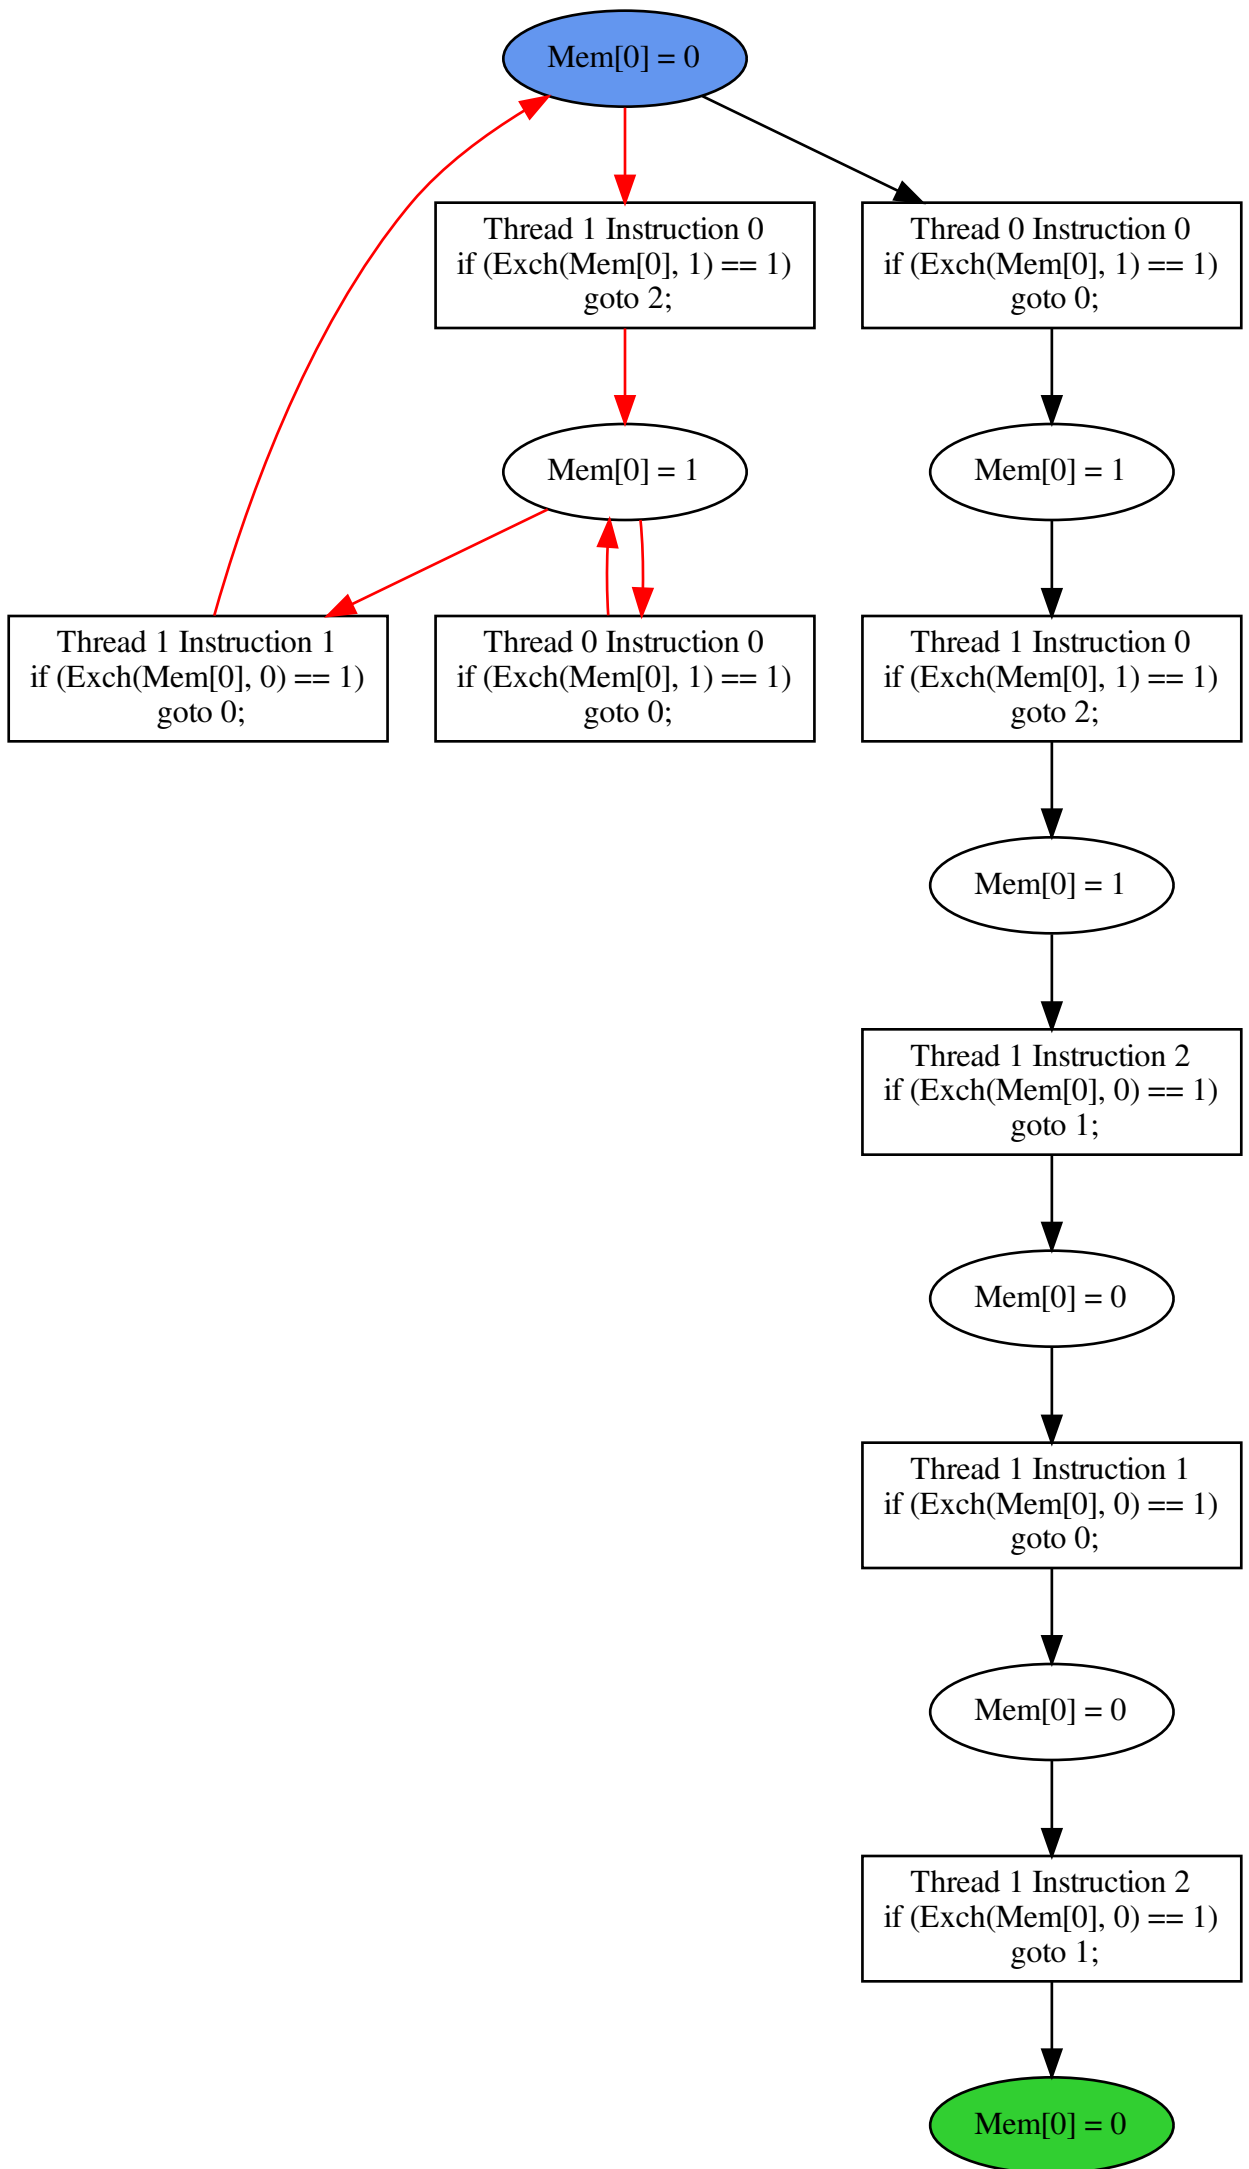 Mem[0] = 0
Thread 1 Instruction 0
if (Exch(Mem[0], 1) == 1)
goto 2;
Thread 0 Instruction 0
if (Exch(Mem[0], 1) == 1)
goto 0;
Mem[0] = 1
Mem[0] = 1
Thread 1 Instruction 1
if (Exch(Mem[0], 0) == 1)
goto 0;
Thread 0 Instruction 0
if (Exch(Mem[0], 1) == 1)
goto 0;
Thread 1 Instruction 0
if (Exch(Mem[0], 1) == 1)
goto 2;
Mem[0] = 1
Thread 1 Instruction 2
if (Exch(Mem[0], 0) == 1)
goto 1;
Mem[0] = 0
Thread 1 Instruction 1
if (Exch(Mem[0], 0) == 1)
goto 0;
Mem[0] = 0
Thread 1 Instruction 2
if (Exch(Mem[0], 0) == 1)
goto 1;
Mem[0] = 0